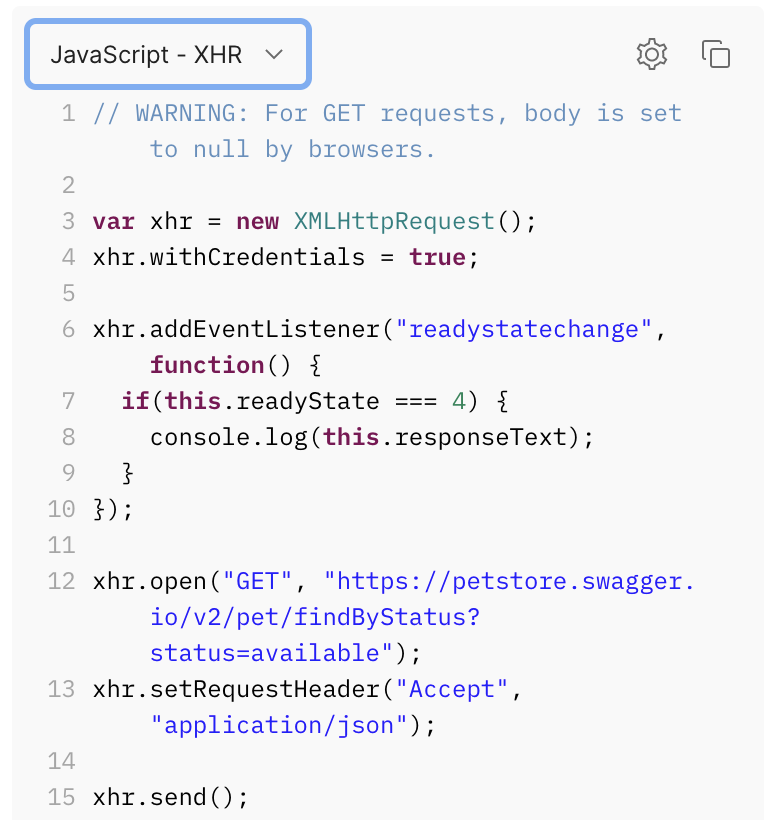 JavaScript - XHR
1 // WARNING: For GET requests, body is set
to null by browsers.
2
3 var xhr = new XMLHttpRequest();
4 xhr.withCredentials = true;
5
6 xhr.addEventListener("readystatechange",
function() {
7 if(this.readyState === 4) {
8 console.log(this.responseText);
9 }
10 });
11
12 xhr.open("GET", "https://petstore.swagger.
io/v2/pet/findByStatus?
status=available");
13 xhr.setRequestHeader("Accept",
"application/json");
14
15 xhr.send();